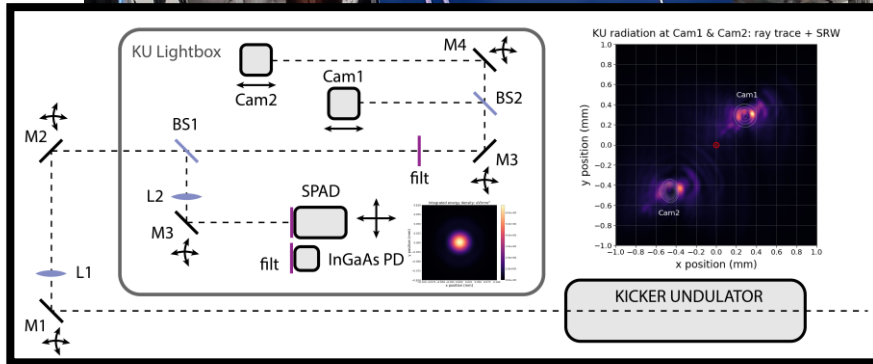 KU Lightbox
M4
Cam1
Cam2
BS2
M2
BS1
M3
filt
L2
SPAD
M3
filt
InGaAs PD
L1
M1
KICKER UNDULATOR
KU radiation at Cam1 & Cam2: ray trace + SRW
1.0
0.8
0.6
0.4
0.2
0.0
−0.2
−0.4
−0.6
−0.8
−1.0
y position (mm)
Cam1
Cam2
−1.0 −0.8 −0.6 −0.4 −0.2 0.0 0.2 0.4 0.6 0.8 1.0
x position (mm)
x position (mm)
y position (mm)